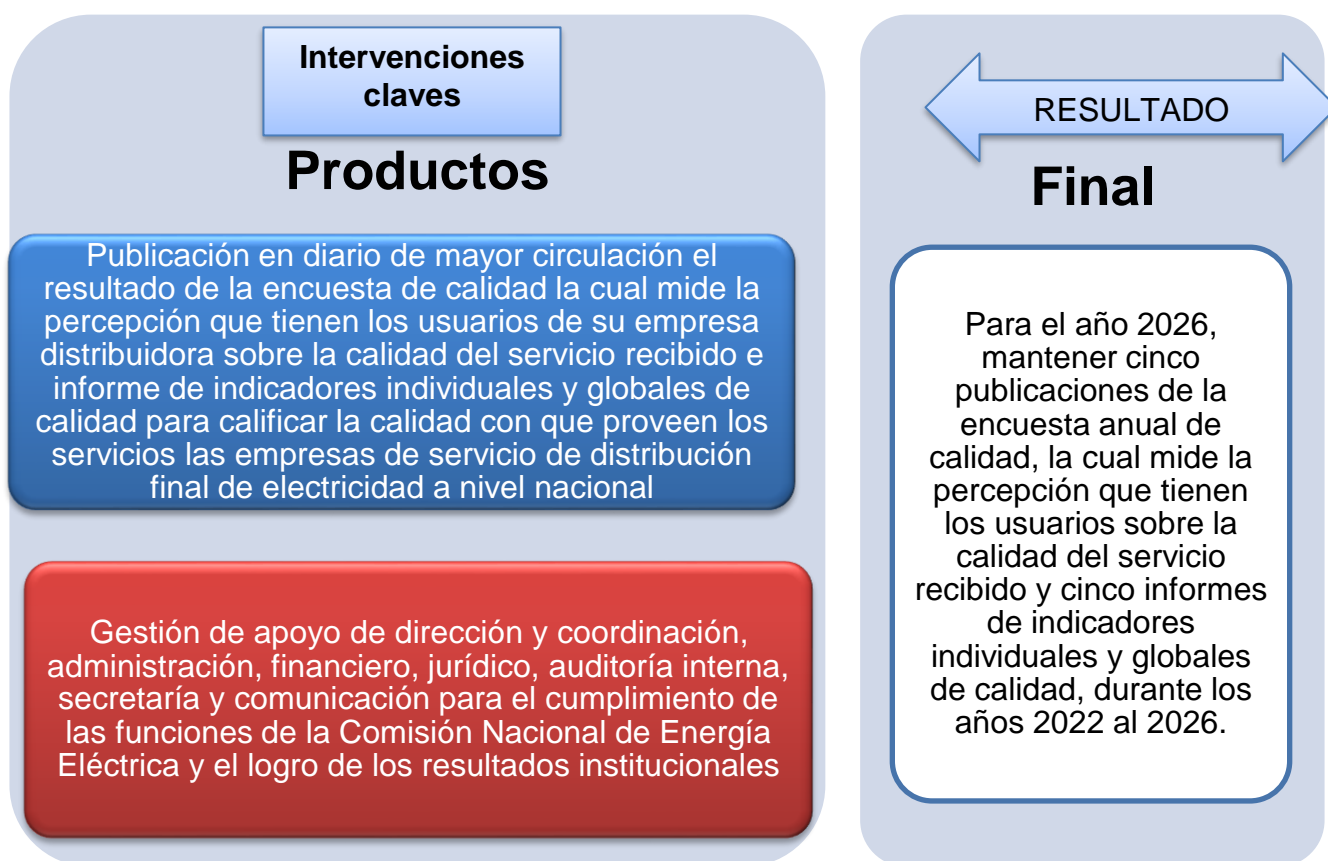 Intervenciones
claves
Productos
Publicación en diario de mayor circulación el
resultado de la encuesta de calidad la cual mide la
percepción que tienen los usuarios de su empresa
distribuidora sobre la calidad del servicio recibido e
informe de indicadores individuales y globales de
calidad para calificar la calidad con que proveen los
servicios las empresas de servicio de distribución
final de electricidad a nivel nacional
Gestión de apoyo de dirección y coordinación,
administración, financiero, jurídico, auditoría interna,
secretaría y comunicación para el cumplimiento de
las funciones de la Comisión Nacional de Energía
Eléctrica y el logro de los resultados institucionales
RESULTADO
Final
Para el año 2026,
mantener cinco
publicaciones de la
encuesta anual de
calidad, la cual mide la
percepción que tienen
los usuarios sobre la
calidad del servicio
recibido y cinco informes
de indicadores
individuales y globales
de calidad, durante los
años 2022 al 2026.